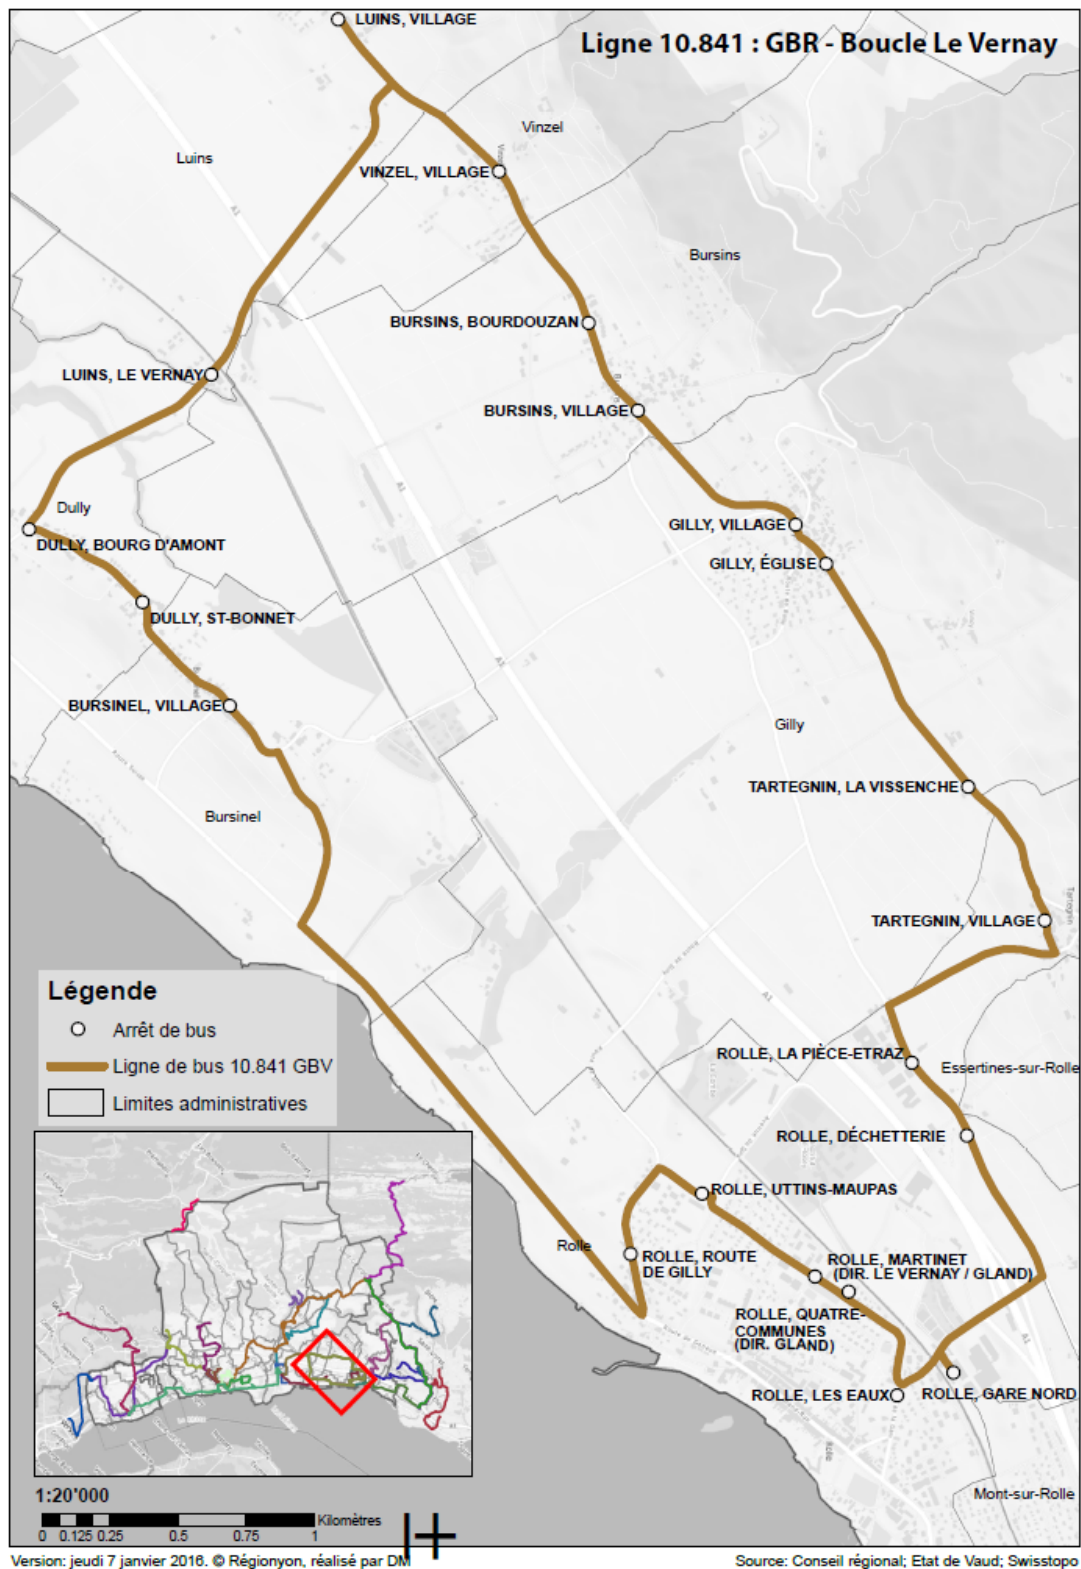 LUINS, VILLAGE
Ligne 10.841 : GBR - Boucle Le Vernay
Vinzel
Luins
VINZEL, VILLAGE
Bursins
BURSINS, BOURDOUZAN
LUINS, LE VERNAY
BURSINS, VILLAGE
Dully
GILLY, VILLAGE
DULLY, BOURG D'AMONT
GILLY, ÉGLISE
DULLY, ST-BONNET
BURSINEL, VILLAGE
Gilly
TARTEGNIN, LA VISSENCHE
Bursinel
TARTEGNIN, VILLAGE
Tartegnin
A1
A1
A1
A1
Légende
Arrêt de bus
Ligne de bus 10.841 GBV
Limites administratives
ROLLE, LA PIÈCE-ETRAZ
Essertines-sur-Rolle
ROLLE, DÉCHETTERIE
ROLLE, UTTINS-MAUPAS
Rolle
ROLLE, ROUTE
DE GILLY
ROLLE, MARTINET
(DIR. LE VERNAY / GLAND)
ROLLE, QUATRE-
COMMUNES
(DIR. GLAND)
ROLLE, LES EAUX
ROLLE, GARE NORD
Mont-sur-Rolle
1:20'000
Kilomètres
0 0.125 0.25 0.5 0.75 1
Version: jeudi 7 janvier 2016. © Régionyon, réalisé par DM
Source: Conseil régional; Etat de Vaud; Swisstopo